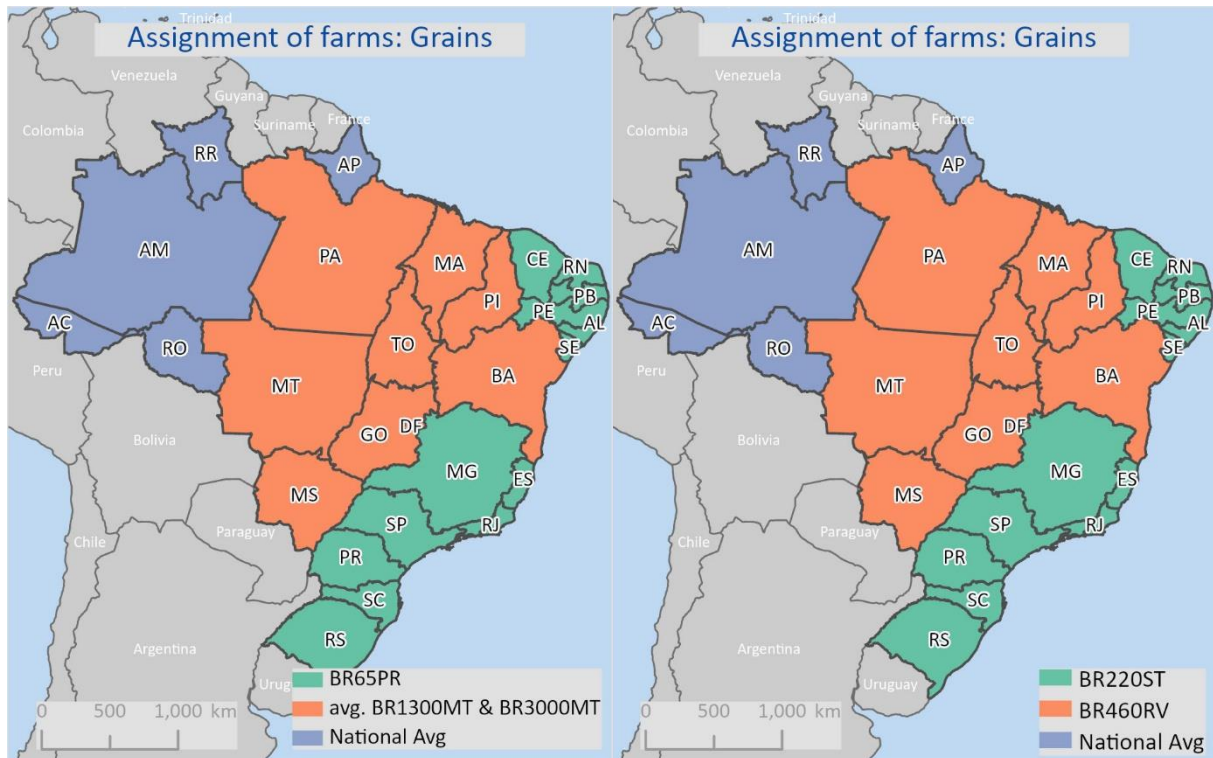 Trinidad
Assignment of farms: Grains
Venezuela
Guyana
Suriname
France
Colombia
RR
AP
AM
PA
MA
CE
RN
PB
PI
PE
AL
SE
AC
RO
TO
Peru
MT
BA
Bolivia
GO
DF
MG
ES
MS
SP
RJ
Paraguay
Chile
PR
SC
RS
Argentina
BR65PR
0 500 1,000 km
avg. BR1300MT & BR3000MT
National Avg
Trinidad
Assignment of farms: Grains
Venezuela
Guyana
Suriname
France
Colombia
RR
AP
AM
PA
MA
CE
RN
PB
PI
PE
AL
SE
AC
RO
TO
Peru
MT
BA
Bolivia
GO
DF
MG
ES
MS
SP
RJ
Paraguay
Chile
PR
SC
RS
Argentina
Uruguay
BR220ST
0 500 1,000 km
BR460RV
National Avg